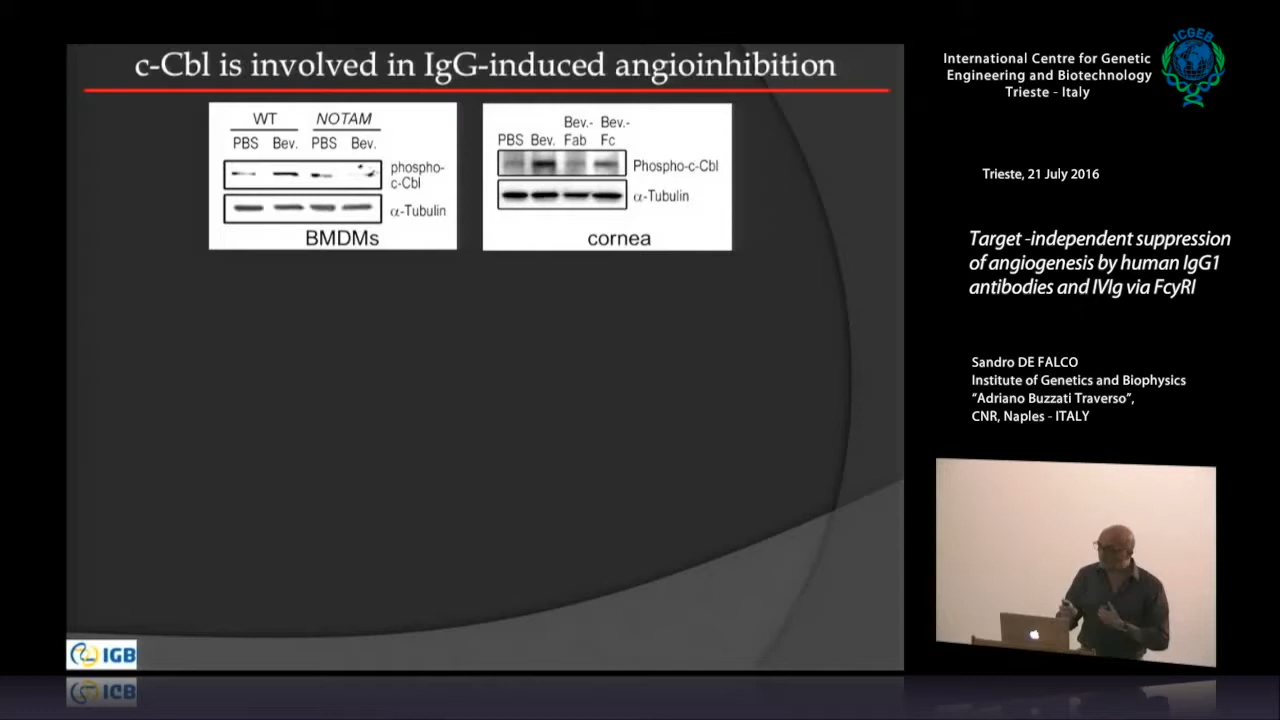 c-Cbl is involved in IgG-induced angioinhibition
WT NOTAM
PBS Bev. PBS Bev.
phospho-
c-Cbl
α-Tubulin
BMDMs
Bev.- Bev.-
PBS Bev. Fab Fc
Phospho-c-Cbl
α-Tubulin
cornea
IGB
International Centre for Genetic
Engineering and Biotechnology
Trieste - Italy
ICGEB
Trieste, 21 July 2016
Target -independent suppression
of angiogenesis by human IgG1
antibodies and IVIg via FcγRI
Sandro DE FALCO
Institute of Genetics and Biophysics
“Adriano Buzzati Traverso”,
CNR, Naples - ITALY